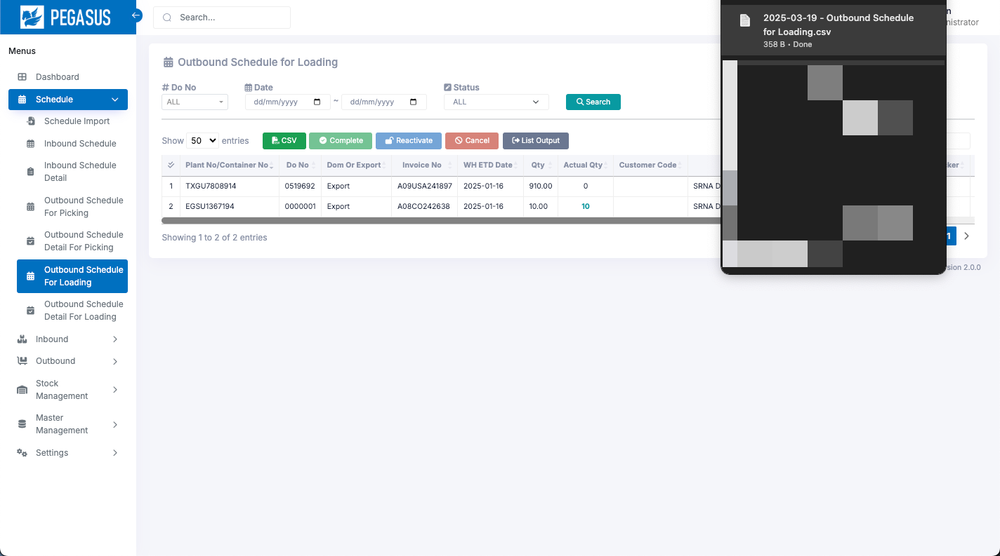 PEGASUS
Search...
n
nistrator
2025-03-19 - Outbound Schedule
for Loading.csv
358 B • Done
Menus
Dashboard
Schedule
Schedule Import
Inbound Schedule
Inbound Schedule
Detail
Outbound Schedule
For Picking
Outbound Schedule
Detail For Picking
Outbound Schedule
For Loading
Outbound Schedule
Detail For Loading
Inbound
Outbound
Stock
Management
Master
Management
Settings
Outbound Schedule for Loading
# Do No
Date
Status
ALL
dd/mm/yyyy
~
dd/mm/yyyy
ALL
Search
Show 50 entries
CSV
Complete
Reactivate
Cancel
List Output
Plant No/Container No Do No Dom Or Export Invoice No WH ETD Date Qty Actual Qty Customer Code ker
1 TXGU7808914 0519692 Export A09USA241897 2025-01-16 910.00 0 SRNA D
2 EGSU1367194 0000001 Export A08CO242638 2025-01-16 10.00 10 SRNA D
Showing 1 to 2 of 2 entries
1
sion 2.0.0